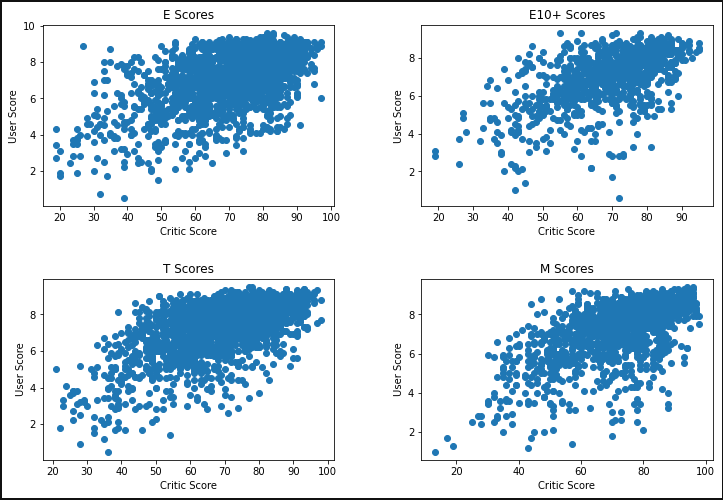 E Scores
10
8
6
4
2
User Score
20 30 40 50 60 70 80 90 100
Critic Score
E10+ Scores
8
6
4
2
User Score
20 30 40 50 60 70 80 90
Critic Score
T Scores
8
6
4
2
User Score
20 30 40 50 60 70 80 90 100
Critic Score
M Scores
8
6
4
2
User Score
20 40 60 80 100
Critic Score